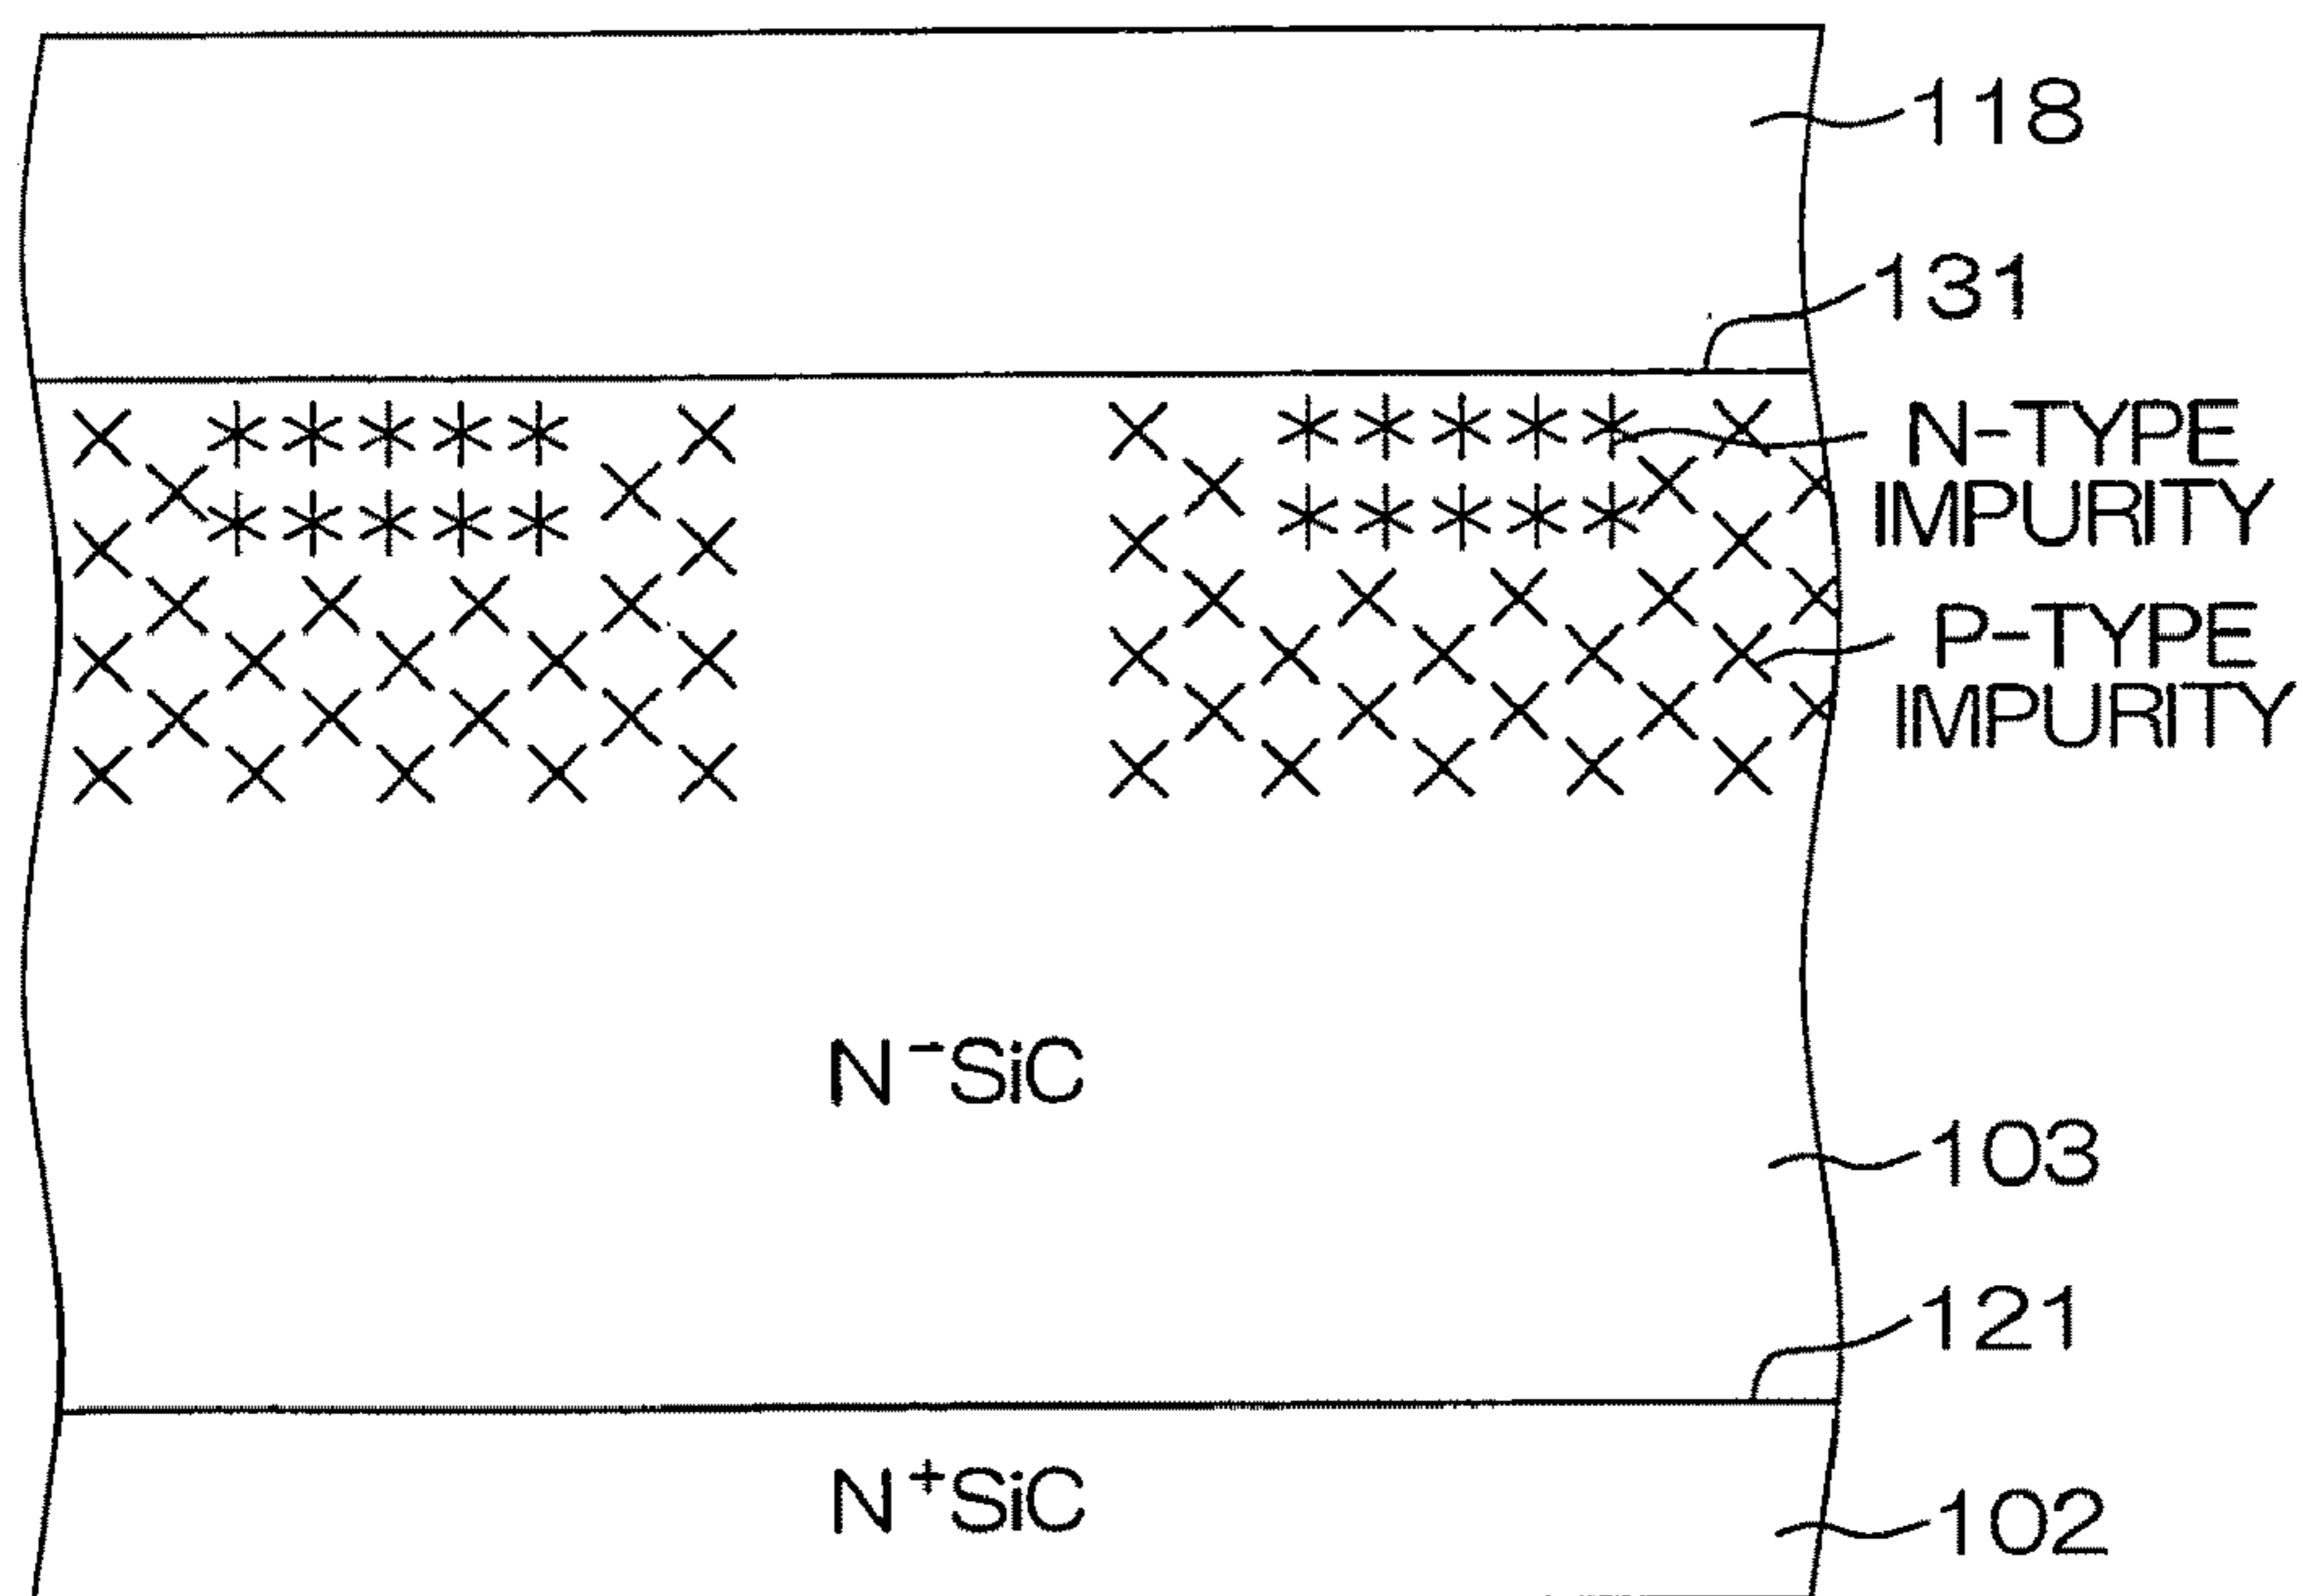 118
131
N-TYPE
IMPURITY
P-TYPE
IMPURITY
N⁻SiC
103
121
N⁺SiC
102